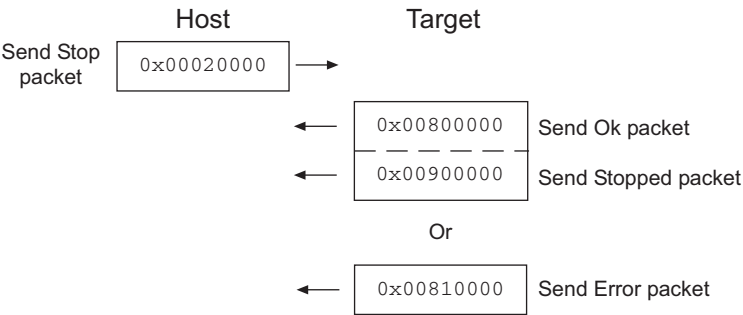 Host Target
Send Stop
packet
0x00020000
0x00800000 Send Ok packet
0x00900000 Send Stopped packet
Or
0x00810000 Send Error packet